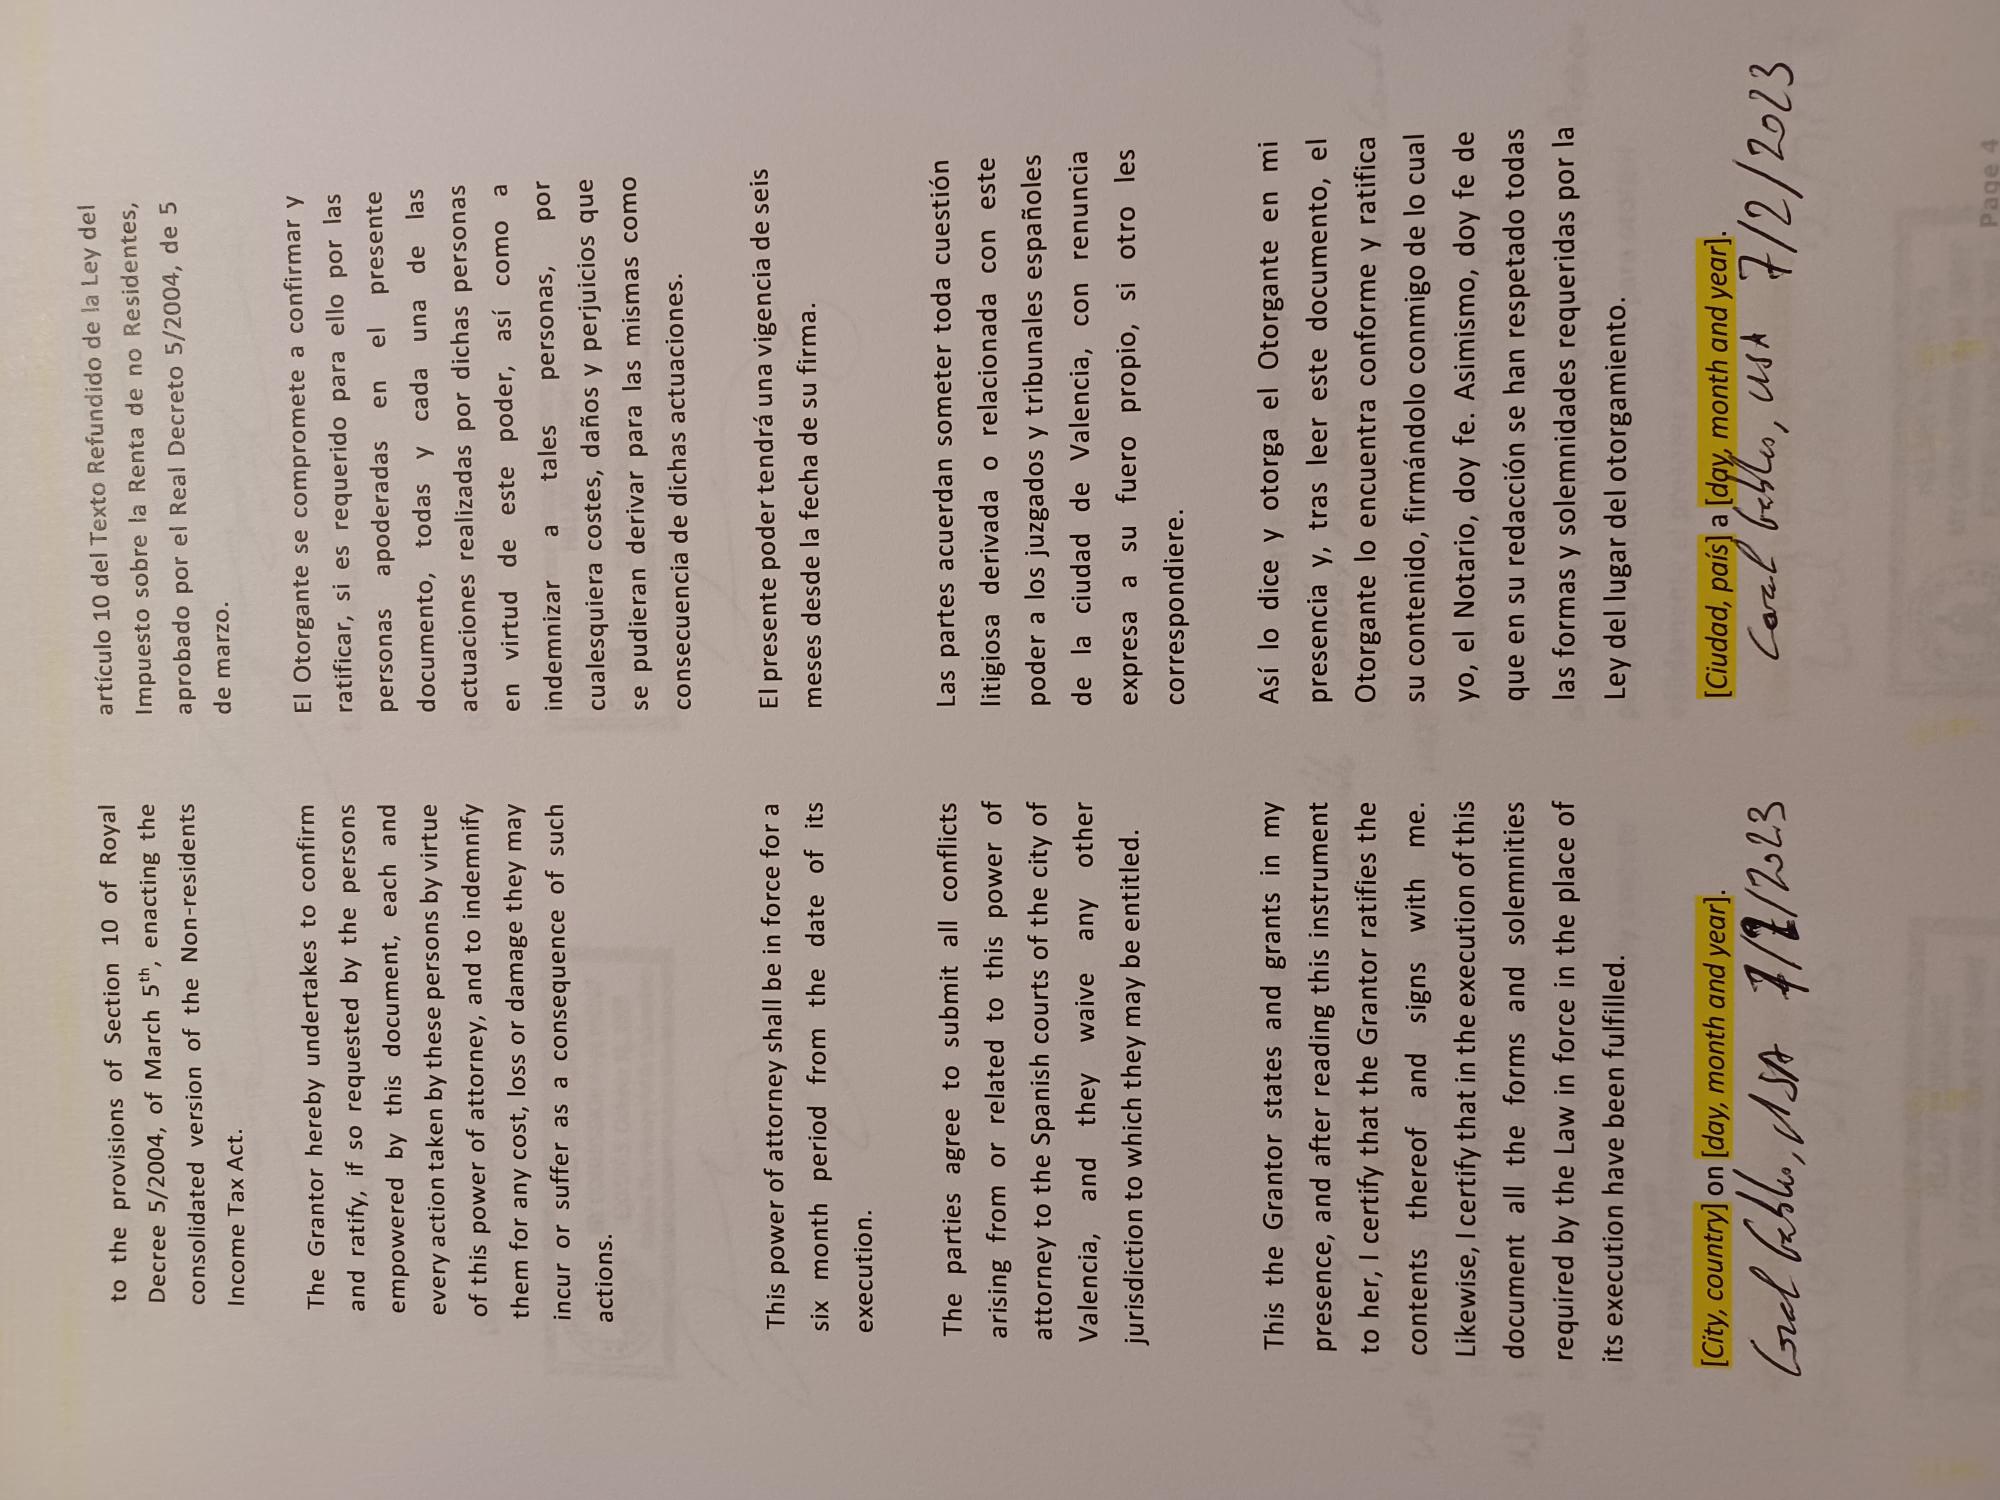 to the provisions of Section 10 of Royal
Decree 5/2004, of March 5th, enacting the
consolidated version of the Non-residents
Income Tax Act.
The Grantor hereby undertakes to confirm
and ratify, if so requested by the persons
empowered by this document, each and
every action taken by these persons by virtue
of this power of attorney, and to indemnify
them for any cost, loss or damage they may
incur or suffer as a consequence of such
actions.
This power of attorney shall be in force for a
six month period from the date of its
execution.
The parties agree to submit all conflicts
arising from or related to this power of
attorney to the Spanish courts of the city of
Valencia, and they waive any other
jurisdiction to which they may be entitled.
This the Grantor states and grants in my
presence, and after reading this instrument
to her, I certify that the Grantor ratifies the
contents thereof and signs with me.
Likewise, I certify that in the execution of this
document all the forms and solemnities
required by the Law in force in the place of
its execution have been fulfilled.
[City, country] on [day, month and year].
Coral Gables, USA 7/2/2023
artículo 10 del Texto Refundido de la Ley del
Impuesto sobre la Renta de no Residentes,
aprobado por el Real Decreto 5/2004, de 5
de marzo.
El Otorgante se compromete a confirmar y
ratificar, si es requerido para ello por las
personas apoderadas en el presente
documento, todas y cada una de las
actuaciones realizadas por dichas personas
en virtud de este poder, así como a
indemnizar a tales personas, por
cualesquiera costes, daños y perjuicios que
se pudieran derivar para las mismas como
consecuencia de dichas actuaciones.
El presente poder tendrá una vigencia de seis
meses desde la fecha de su firma.
Las partes acuerdan someter toda cuestión
litigiosa derivada o relacionada con este
poder a los juzgados y tribunales españoles
de la ciudad de Valencia, con renuncia
expresa a su fuero propio, si otro les
correspondiere.
Así lo dice y otorga el Otorgante en mi
presencia y, tras leer este documento, el
Otorgante lo encuentra conforme y ratifica
su contenido, firmándolo conmigo de lo cual
yo, el Notario, doy fe. Asimismo, doy fe de
que en su redacción se han respetado todas
las formas y solemnidades requeridas por la
Ley del lugar del otorgamiento.
[Ciudad, país] a [day, month and year].
Coral Gables, USA 7/2/2023
Page 4